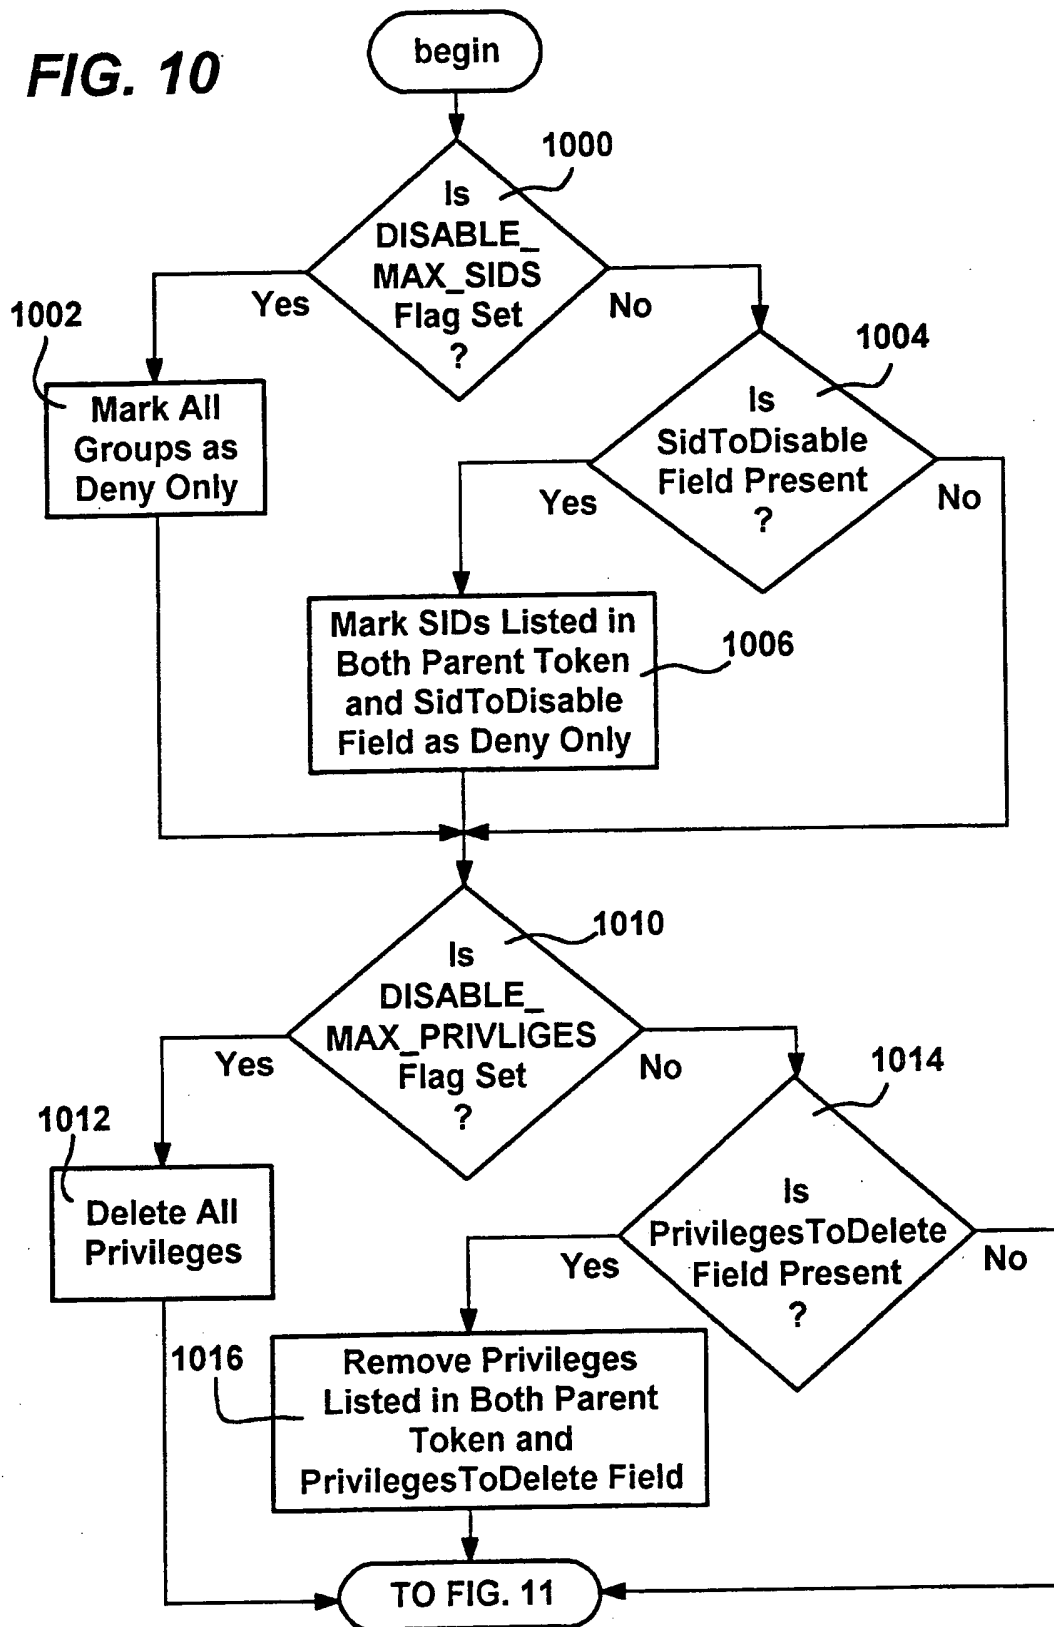 FIG. 10
begin
1000
Is
DISABLE_
MAX_SIDS
Flag Set
?
Yes
No
1002
Mark All
Groups as
Deny Only
1004
Is
SidToDisable
Field Present
?
Yes
No
Mark SIDs Listed in
Both Parent Token
and SidToDisable
Field as Deny Only
1006
1010
Is
DISABLE_
MAX_PRIVLIGES
Flag Set
?
Yes
No
1012
Delete All
Privileges
1014
Is
PrivilegesToDelete
Field Present
?
Yes
No
1016
Remove Privileges
Listed in Both Parent
Token and
PrivilegesToDelete Field
TO FIG. 11